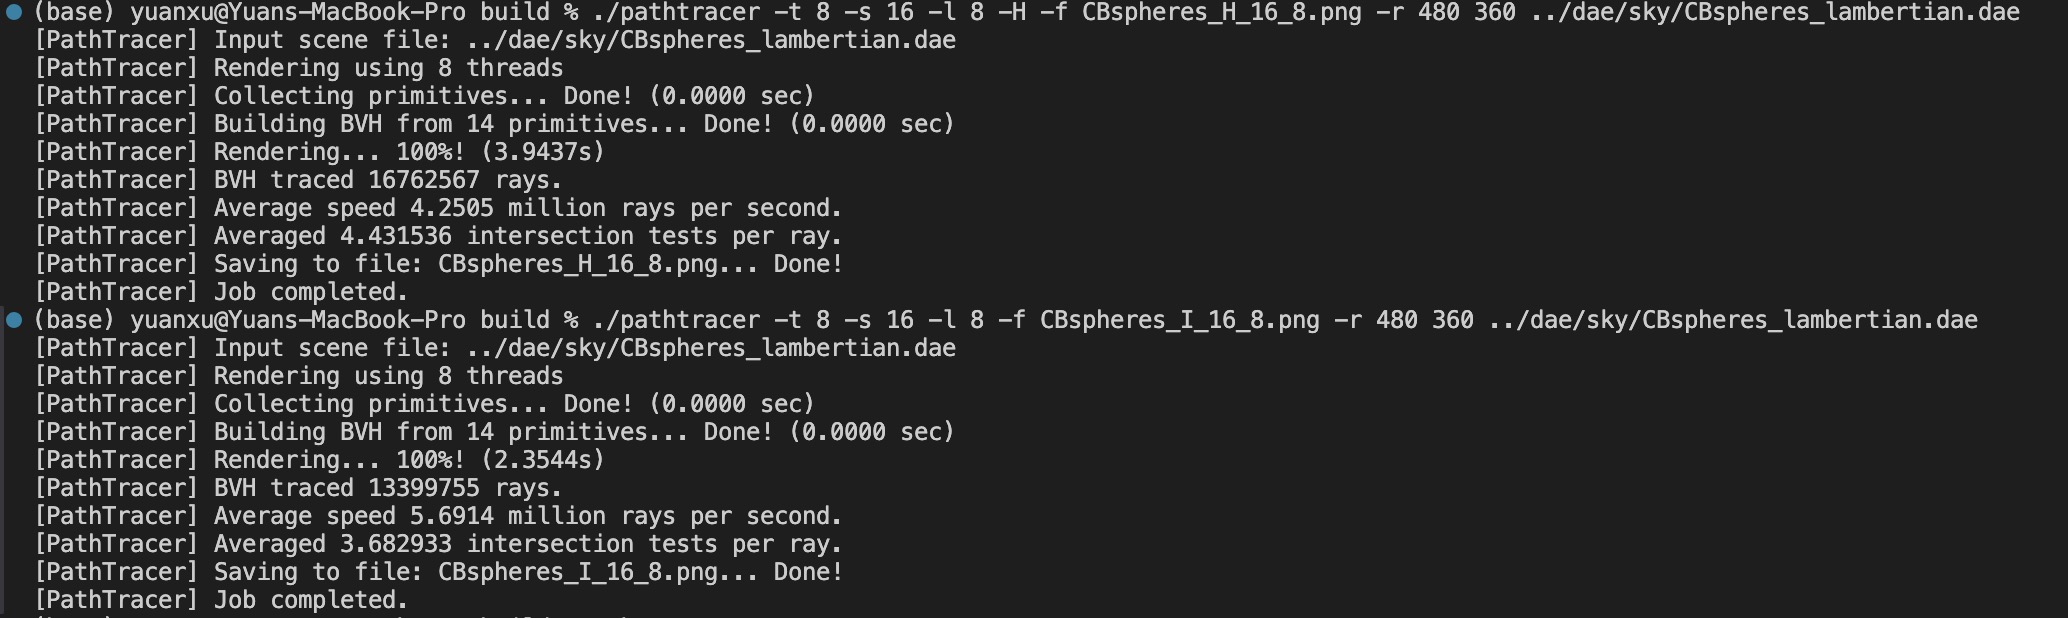 (base) yuanxu@Yuans-MacBook-Pro build % ./pathtracer -t 8 -s 16 -l 8 -H -f CBspheres_H_16_8.png -r 480 360 ../dae/sky/CBspheres_lambertian.dae
[PathTracer] Input scene file: ../dae/sky/CBspheres_lambertian.dae
[PathTracer] Rendering using 8 threads
[PathTracer] Collecting primitives... Done! (0.0000 sec)
[PathTracer] Building BVH from 14 primitives... Done! (0.0000 sec)
[PathTracer] Rendering... 100%! (3.9437s)
[PathTracer] BVH traced 16762567 rays.
[PathTracer] Average speed 4.2505 million rays per second.
[PathTracer] Averaged 4.431536 intersection tests per ray.
[PathTracer] Saving to file: CBspheres_H_16_8.png... Done!
[PathTracer] Job completed.
(base) yuanxu@Yuans-MacBook-Pro build % ./pathtracer -t 8 -s 16 -l 8 -f CBspheres_I_16_8.png -r 480 360 ../dae/sky/CBspheres_lambertian.dae
[PathTracer] Input scene file: ../dae/sky/CBspheres_lambertian.dae
[PathTracer] Rendering using 8 threads
[PathTracer] Collecting primitives... Done! (0.0000 sec)
[PathTracer] Building BVH from 14 primitives... Done! (0.0000 sec)
[PathTracer] Rendering... 100%! (2.3544s)
[PathTracer] BVH traced 13399755 rays.
[PathTracer] Average speed 5.6914 million rays per second.
[PathTracer] Averaged 3.682933 intersection tests per ray.
[PathTracer] Saving to file: CBspheres_I_16_8.png... Done!
[PathTracer] Job completed.